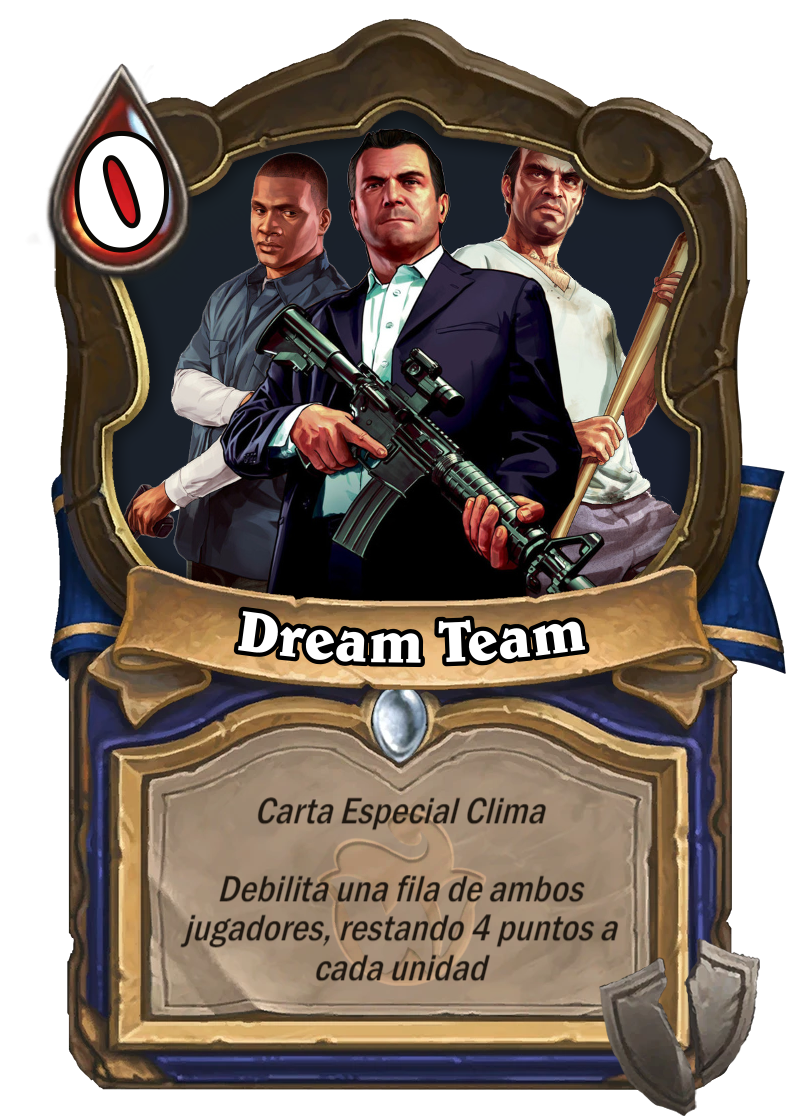 0
Dream Team
Carta Especial Clima
Debilita una fila de ambos
jugadores, restando 4 puntos a
cada unidad